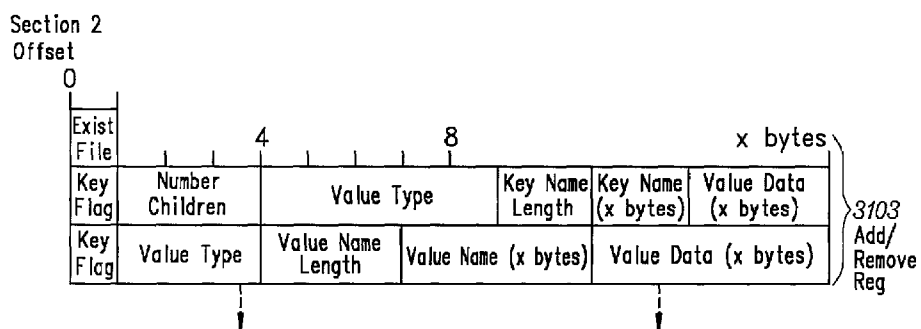 Section 2
Offset
0
Exist
File
4
8
x bytes
Key
Flag
Number
Children
Value Type
Key Name
Length
Key Name
(x bytes)
Value Data
(x bytes)
Key
Flag
Value Type
Value Name
Length
Value Name (x bytes)
Value Data (x bytes)
3103
Add/
Remove
Reg